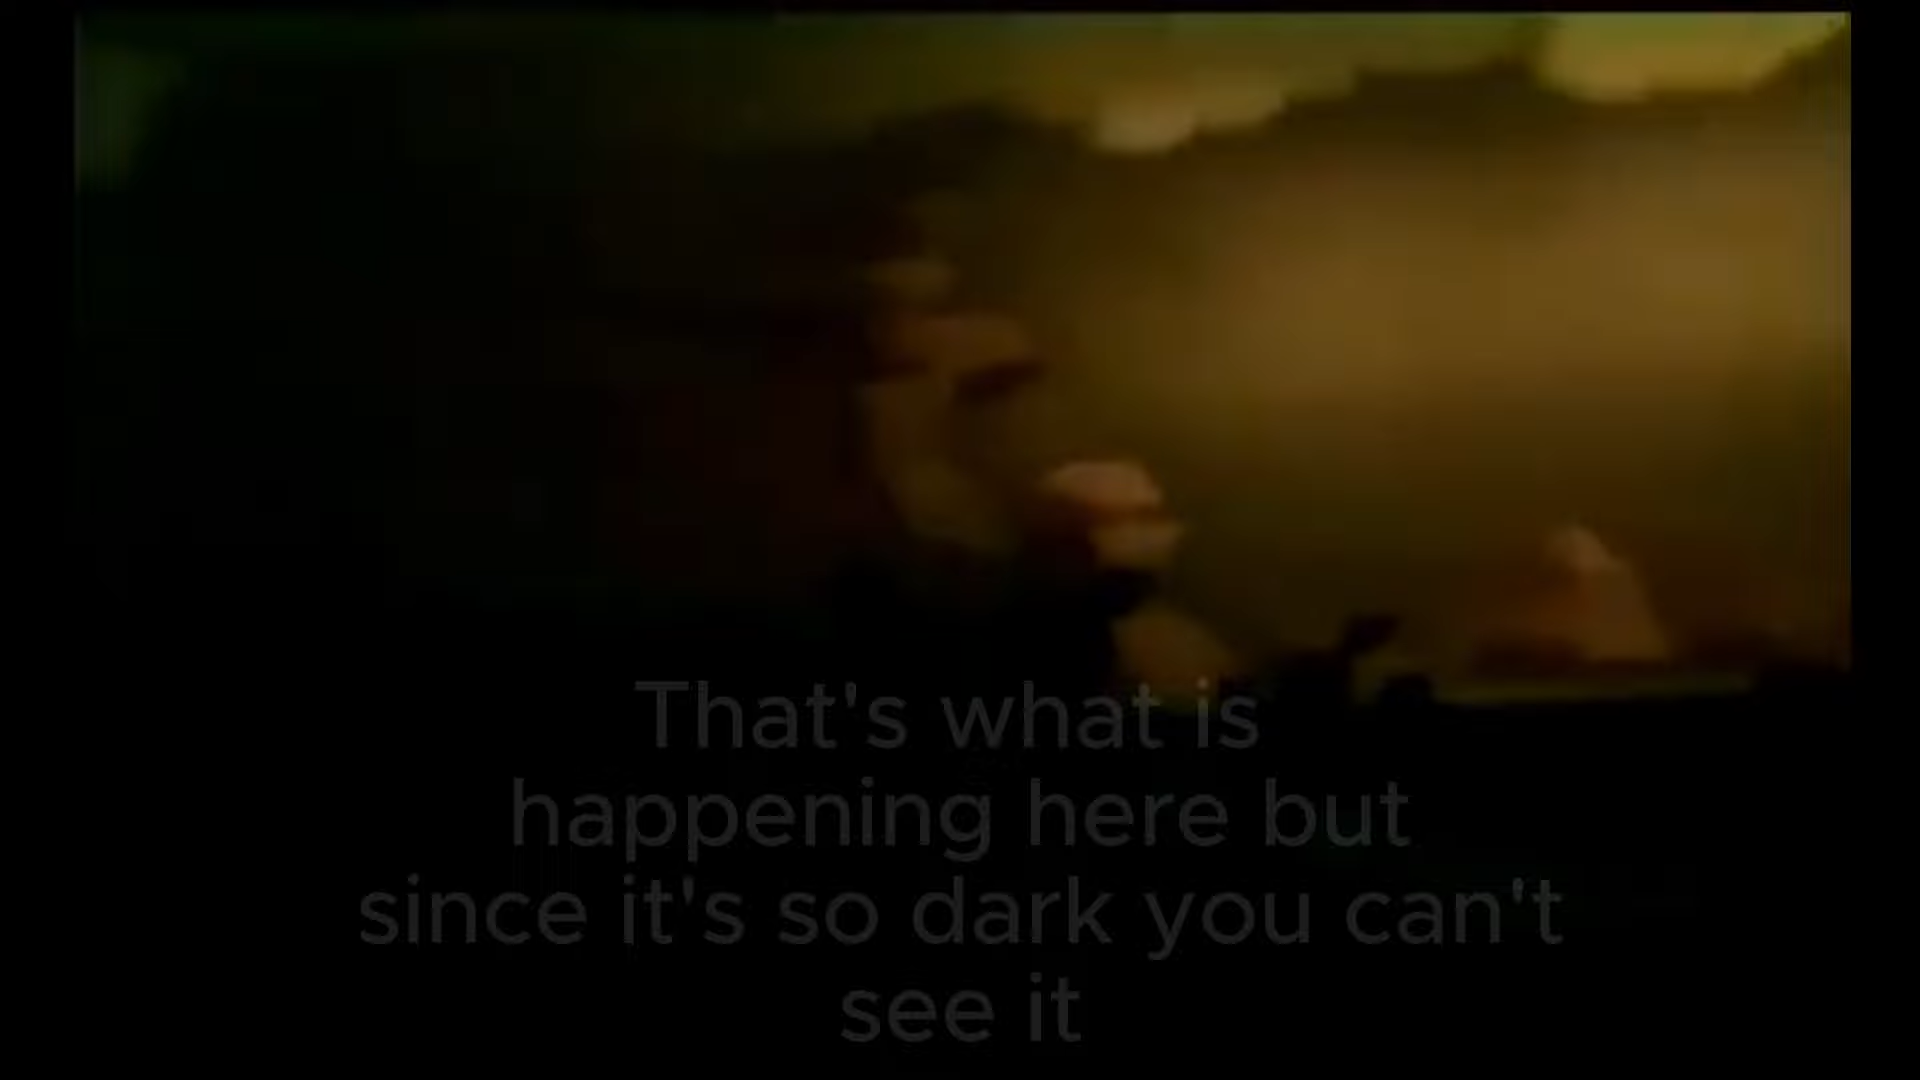 That's what is
happening here but
since it's so dark you can't
see it